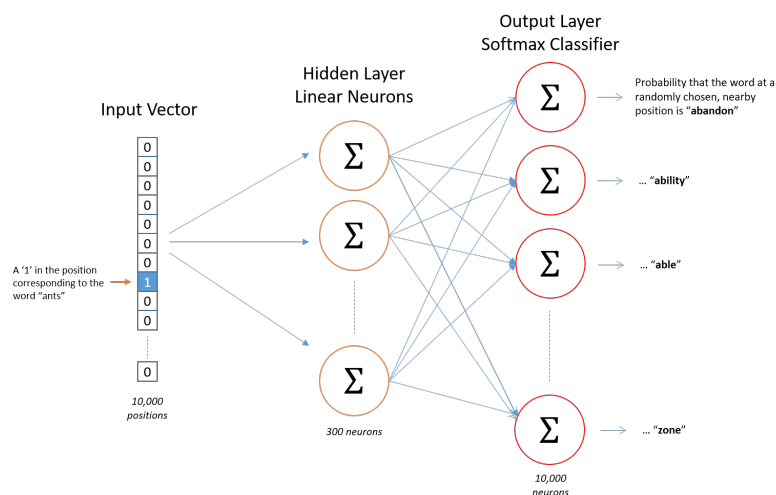 Output Layer
Softmax Classifier
Hidden Layer
Linear Neurons
Input Vector
0
0
0
0
0
0
0
1
0
0
0
A ‘1’ in the position
corresponding to the
word “ants”
10,000
positions
Σ
Σ
Σ
300 neurons
Σ
Σ
Σ
Σ
10,000
neurons
Probability that the word at a
randomly chosen, nearby
position is “abandon”
... “ability”
... “able”
... “zone”